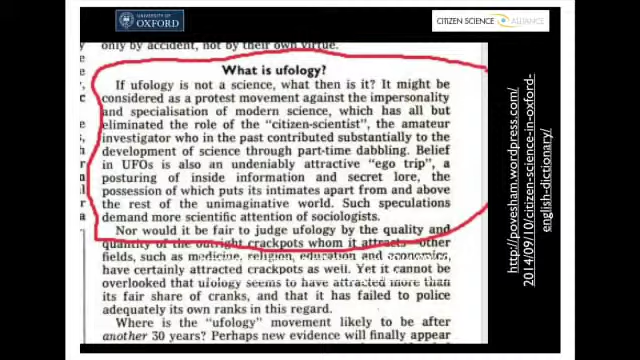 UNIVERSITY OF
OXFORD
CITIZEN SCIENCE ALLIANCE
only by accident, not by their own virtue.
What is ufology?
If ufology is not a science, what then is it? It might be
considered as a protest movement against the impersonality
and specialisation of modern science, which has all but
eliminated the role of the “citizen-scientist”, the amateur
investigator who in the past contributed substantially to the
development of science through part-time dabbling. Belief
in UFOs is also an undeniably attractive “ego trip”, a
posturing of inside information and secret lore, the
possession of which puts its intimates apart from and above
the rest of the unimaginative world. Such speculations
demand more scientific attention of sociologists.
Nor would it be fair to judge ufology by the quality and
quantity of the outright crackpots whom it attracts other
fields, such as medicine, religion, education and economics,
have certainly attracted crackpots as well. Yet it cannot be
overlooked that ufology seems to have attracted more than
its fair share of cranks, and that it has failed to police
adequately its own ranks in this regard.
Where is the “ufology” movement likely to be after
another 30 years? Perhaps new evidence will finally appear
http://povesham.wordpress.com/
2014/09/10/citizen-science-in-oxford-
english-dictionary/